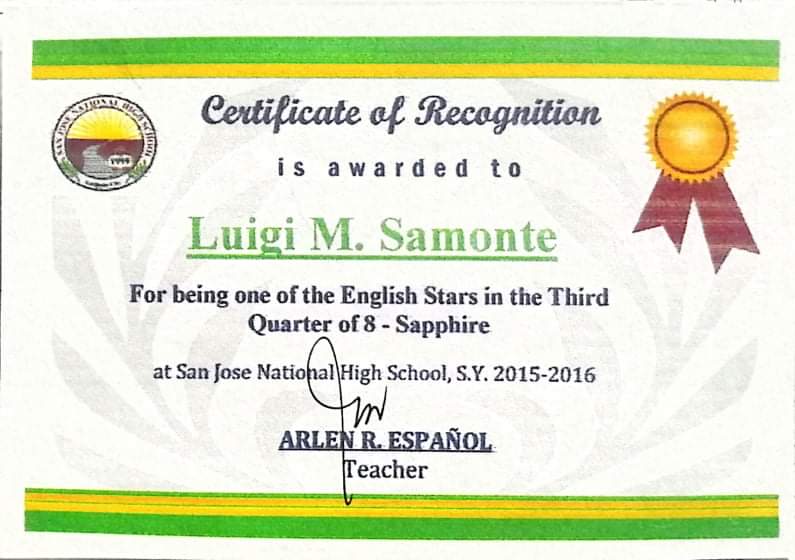 Certificate of Recognition
SAN JOSE NATIONAL HIGH SCHOOL
is awarded to
Luigi M. Samonte
For being one of the English Stars in the Third
Quarter of 8 - Sapphire
at San Jose National High School, S.Y. 2015-2016
ARLEN R. ESPAÑOL
Teacher